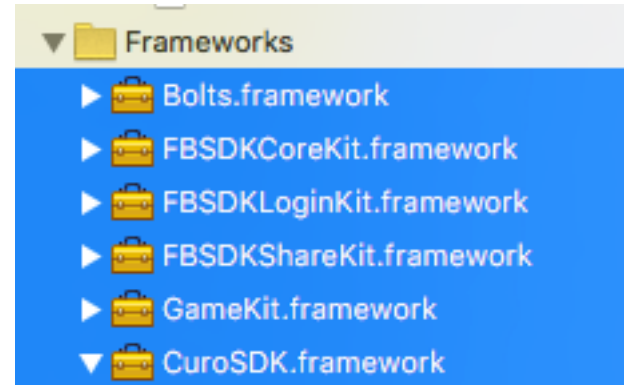 Frameworks
Bolts.framework
FBSDKCoreKit.framework
FBSDKLoginKit.framework
FBSDKShareKit.framework
GameKit.framework
CuroSDK.framework